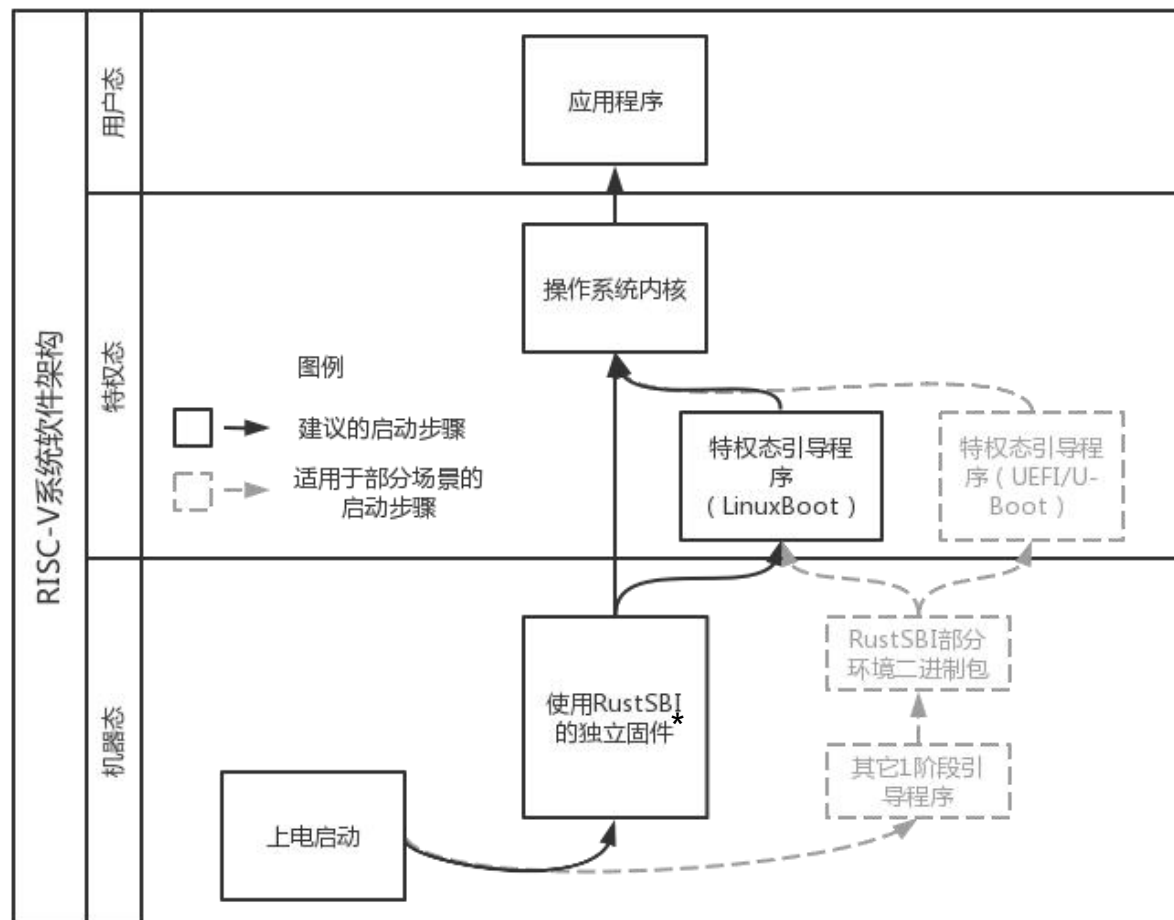 RISC-V系统软件架构
用户态
应用程序
特权态
操作系统内核
图例
建议的启动步骤
适用于部分场景的
启动步骤
特权态引导程
序
（LinuxBoot）
特权态引导程
序（UEFI/U-
Boot）
机器态
使用RustSBI
的独立固件*
RustSBI部分
环境二进制包
其它1阶段引
导程序
上电启动